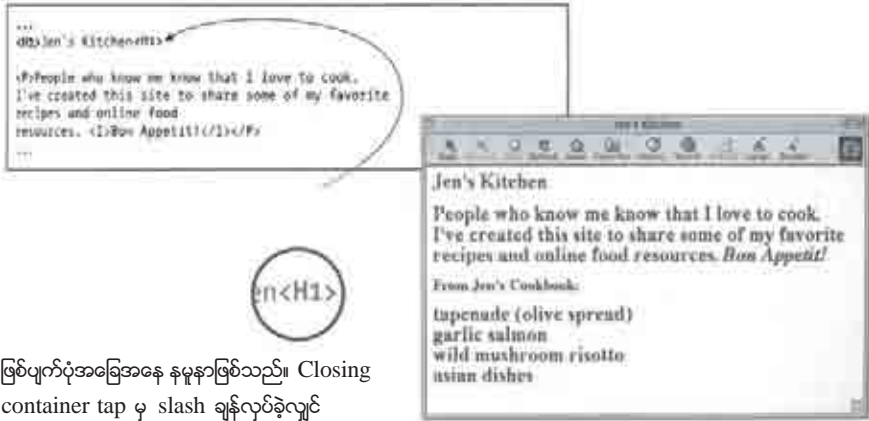 ...
<H1>Jen's Kitchen<H1>
<P>People who know me know that I love to cook.
I've created this site to share some of my favorite
recipes and online food
resources. <I>Bon Appetit!</I></P>
...
Jen's Kitchen
Jen's Kitchen
People who know me know that I love to cook.
I've created this site to share some of my favorite
recipes and online food resources. Bon Appetit!
From Jen's Cookbook:
tapenade (olive spread)
garlic salmon
wild mushroom risotto
asian dishes
en<H1>
ဖြစ်ပျက်ပုံအခြေအနေ နမူနာဖြစ်သည်။ Closing
container tap မှ slash ချန်လှပ်ခဲ့လျှင်